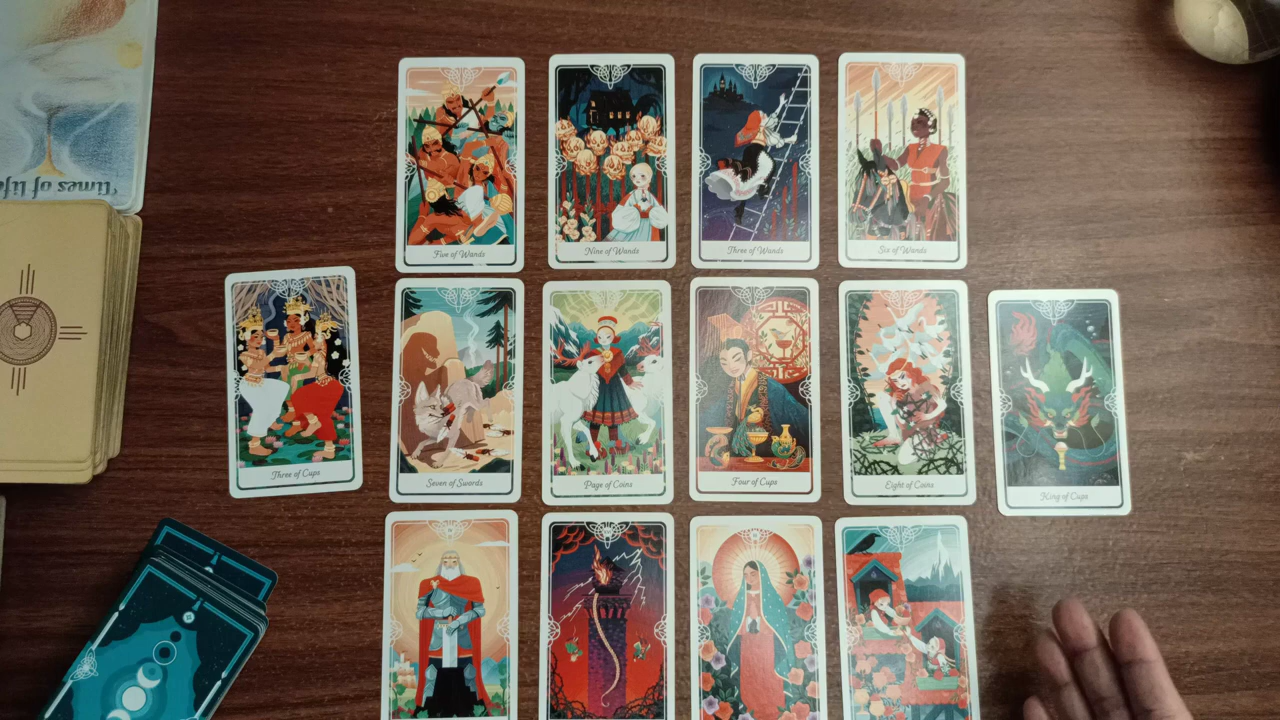 Times of life
Five of Wands
Nine of Wands
Three of Wands
Six of Wands
Three of Cups
Seven of Swords
Page of Coins
Four of Cups
Eight of Coins
King of Cups